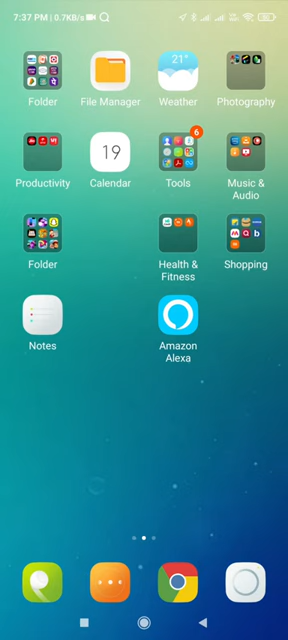 7:37 PM | 0.7KB/s
Folder
File Manager
21°
Weather
Photography
Productivity
19
Calendar
6
Tools
Music &
Audio
Folder
Health &
Fitness
Shopping
Notes
Amazon
Alexa